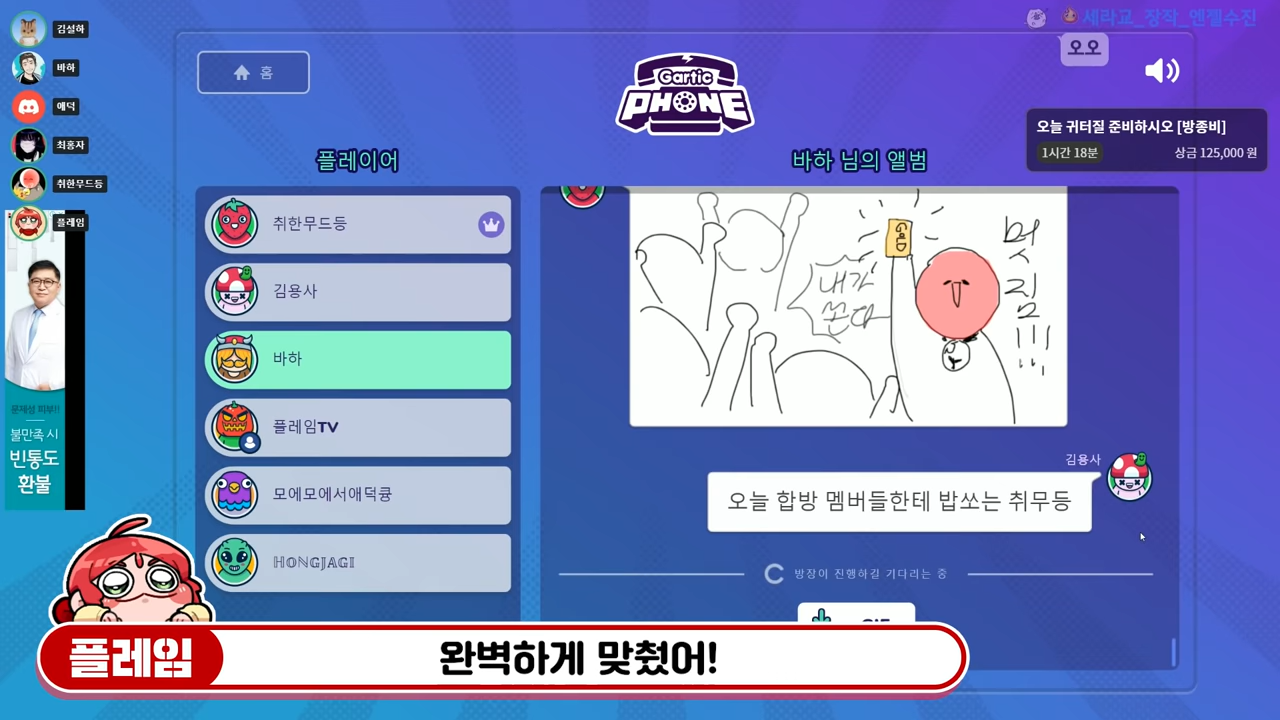 김설하
바하
애덕
최홍자
취한무드등
플레임
세라교_장작_엔젤수진
오오
홈
Gartic
PHONE
오늘 귀터질 준비하시오 [방종비]
1시간 18분
상금 125,000 원
플레이어
바하 님의 앨범
취한무드등
김용사
바하
플레임TV
모에모에서애덕큥
HONGJAGI
GOLD
내가
쏜다
멋
지
김용사
오늘 합방 멤버들한테 밥쏘는 취무등
방장이 진행하길 기다리는 중
GIF
문제성 피부!!
불만족 시
빈통도
환불
플레임
완벽하게 맞췄어!